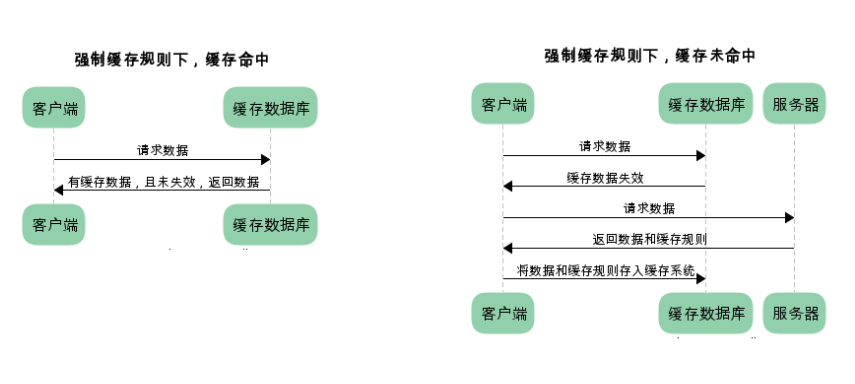 强制缓存规则下，缓存命中
客户端
缓存数据库
请求数据
有缓存数据，且未失效，返回数据
客户端
缓存数据库
强制缓存规则下，缓存未命中
客户端
缓存数据库
服务器
请求数据
缓存数据失效
请求数据
返回数据和缓存规则
将数据和缓存规则存入缓存系统
客户端
缓存数据库
服务器